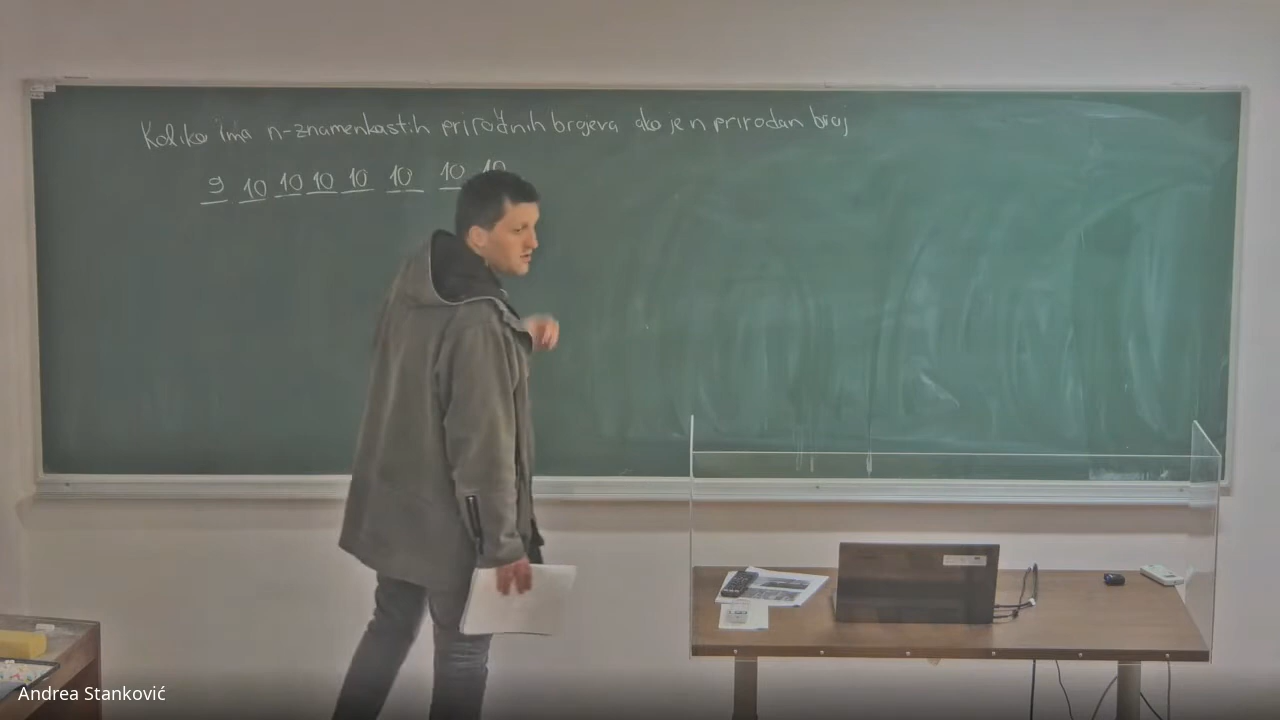 Koliko ima n-znamenkastih prirodnih brojeva ako je n prirodan broj
9 10 10 10 10 10 10 10
Andrea Stanković